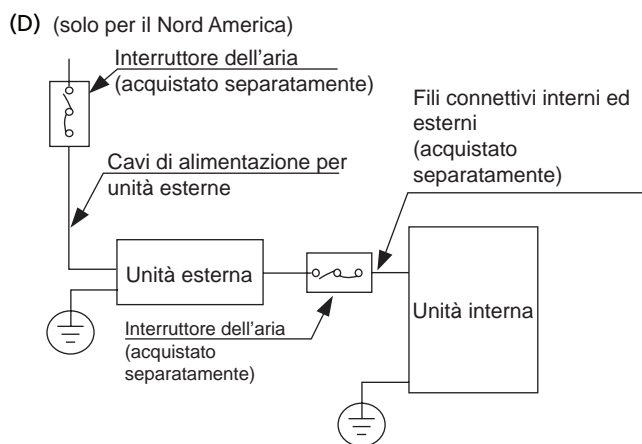 (D) (solo per il Nord America)
Interruttore dell'aria
(acquistato separatamente)
Fili connettivi interni ed
esterni
(acquistato
separatamente)
Cavi di alimentazione per
unità esterne
Unità esterna
Unità interna
Interruttore dell'aria
(acquistato
separatamente)